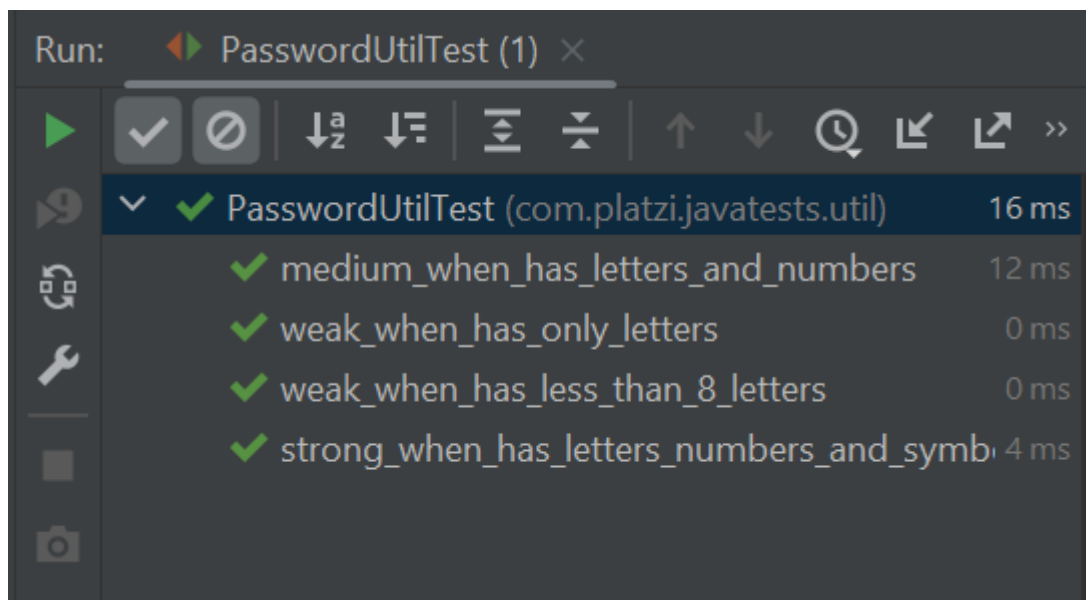 Run: PasswordUtilTest (1)
PasswordUtilTest (com.platzi.javatests.util) 16 ms
medium_when_has_letters_and_numbers 12 ms
weak_when_has_only_letters 0 ms
weak_when_has_less_than_8_letters 0 ms
strong_when_has_letters_numbers_and_symb 4 ms